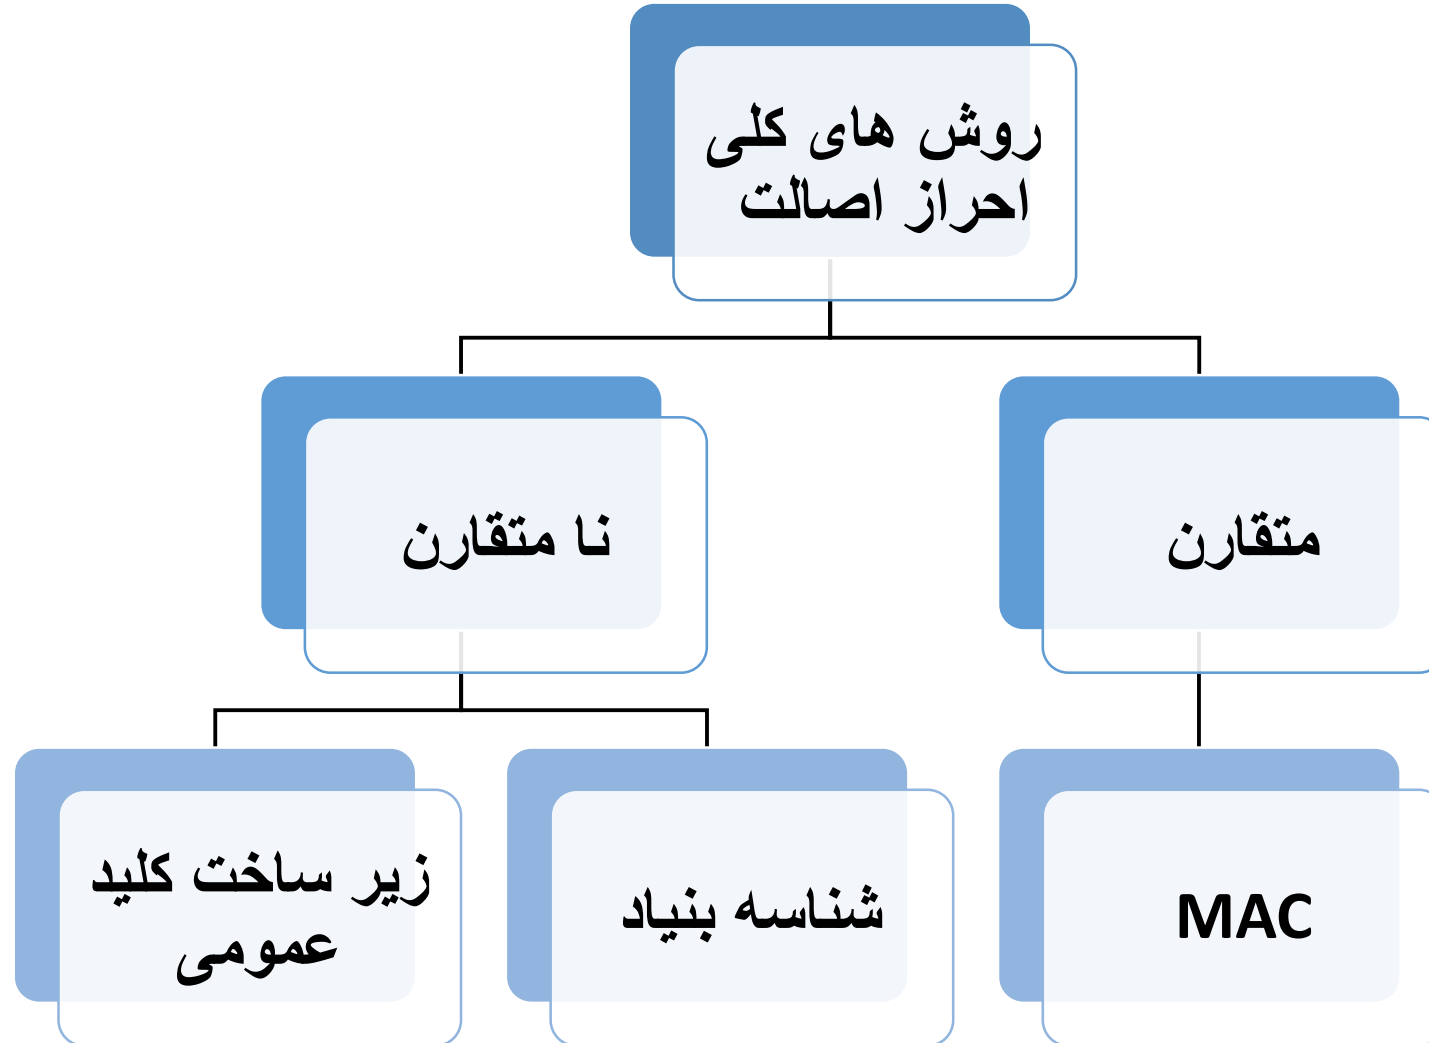 روش های کلی
احراز اصالت
متقارن
نا متقارن
MAC
شناسه بنیاد
زیر ساخت کلید
عمومی